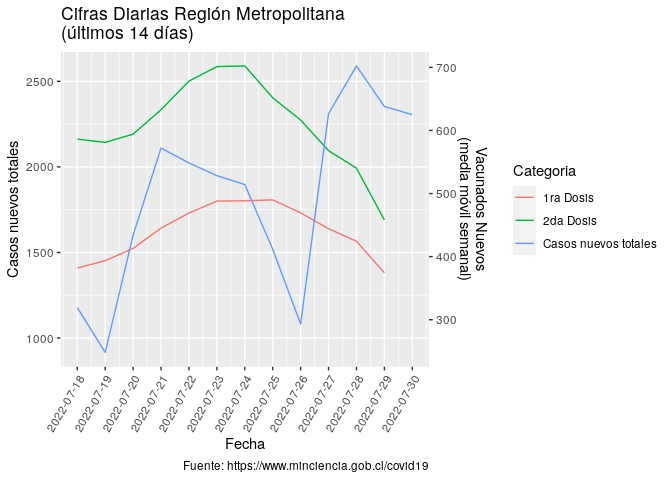 Cifras Diarias Región Metropolitana
(últimos 14 días)
Casos nuevos totales
2500
2000
1500
1000
700
600
500
400
300
Vacunados Nuevos
(media móvil semanal)
2022-07-18
2022-07-19
2022-07-20
2022-07-21
2022-07-22
2022-07-23
2022-07-24
2022-07-25
2022-07-26
2022-07-27
2022-07-28
2022-07-29
2022-07-30
Fecha
Categoria
1ra Dosis
2da Dosis
Casos nuevos totales
Fuente: https://www.minciencia.gob.cl/covid19